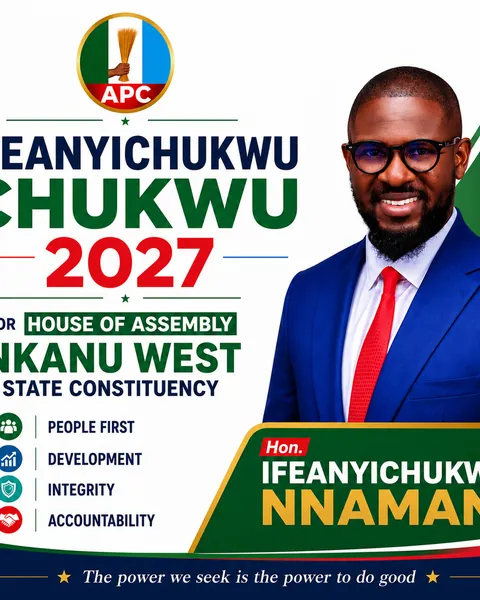 APC
FEANYICHUKWU
CHUKWU
2027
OR HOUSE OF ASSEMBLY
NKANU WEST
STATE CONSTITUENCY
PEOPLE FIRST
DEVELOPMENT
INTEGRITY
ACCOUNTABILITY
Hon.
IFEANYICHUKW
NNAMAN
The power we seek is the power to do good